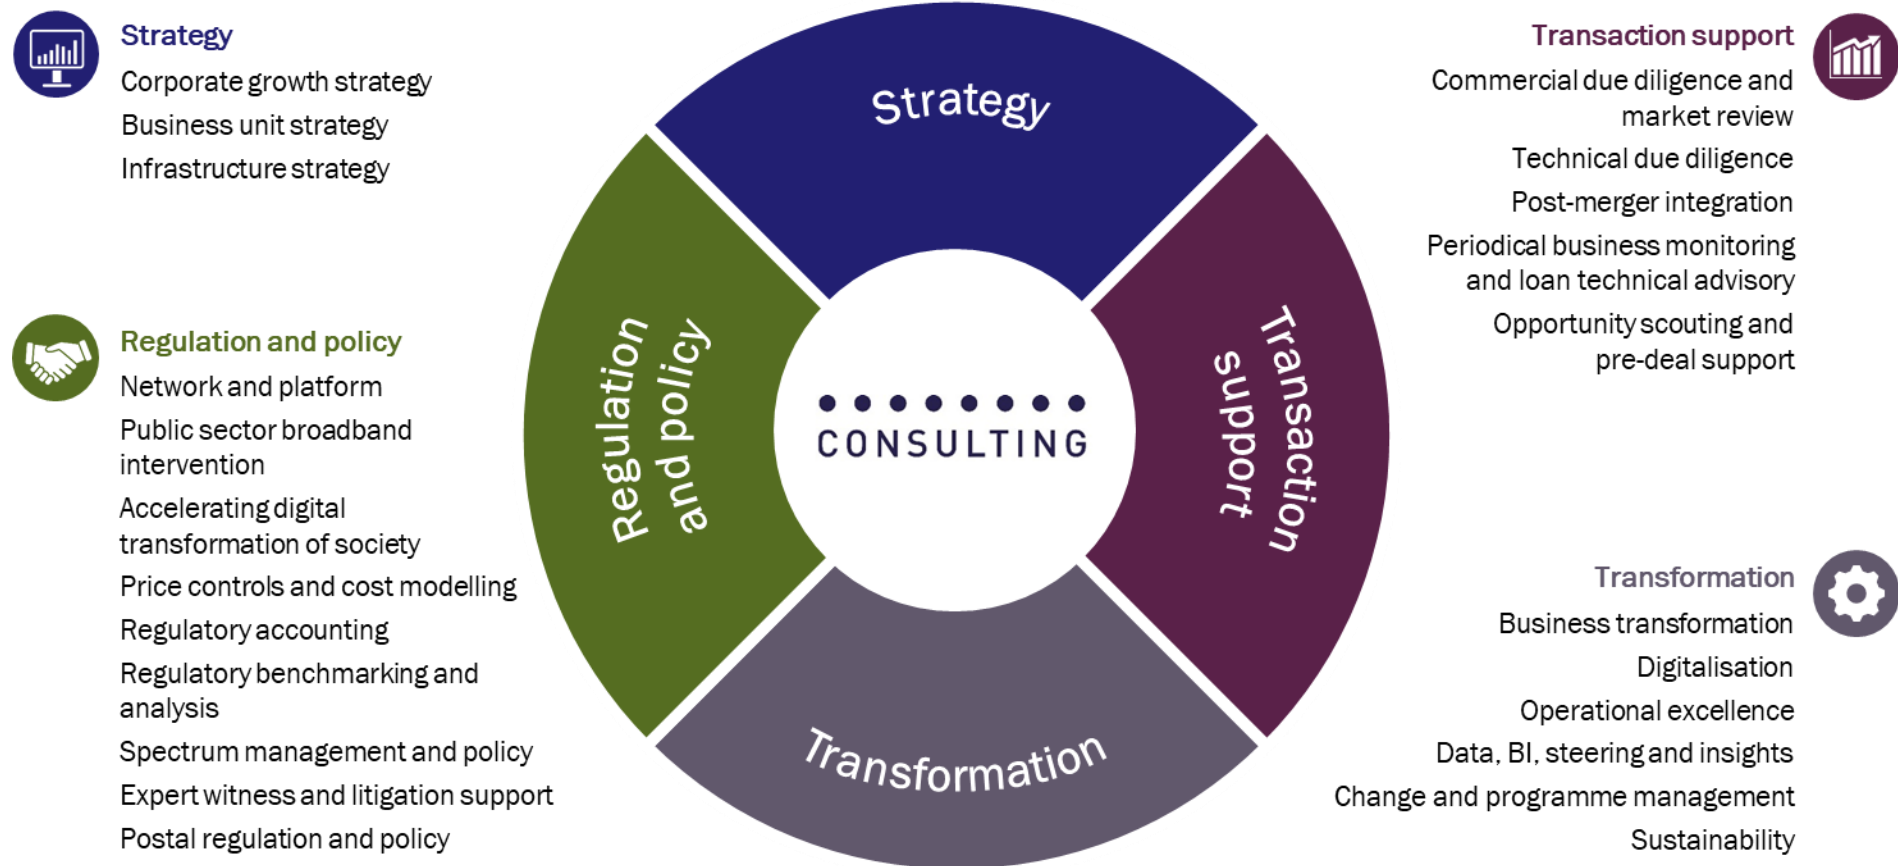 Strategy
Corporate growth strategy
Business unit strategy
Infrastructure strategy
Regulation and policy
Network and platform
Public sector broadband
intervention
Accelerating digital
transformation of society
Price controls and cost modelling
Regulatory accounting
Regulatory benchmarking and
analysis
Spectrum management and policy
Expert witness and litigation support
Postal regulation and policy
Strategy
Regulation
and policy
CONSULTING
Transaction
support
Transformation
Transaction support
Commercial due diligence and
market review
Technical due diligence
Post-merger integration
Periodical business monitoring
and loan technical advisory
Opportunity scouting and
pre-deal support
Transformation
Business transformation
Digitalisation
Operational excellence
Data, BI, steering and insights
Change and programme management
Sustainability